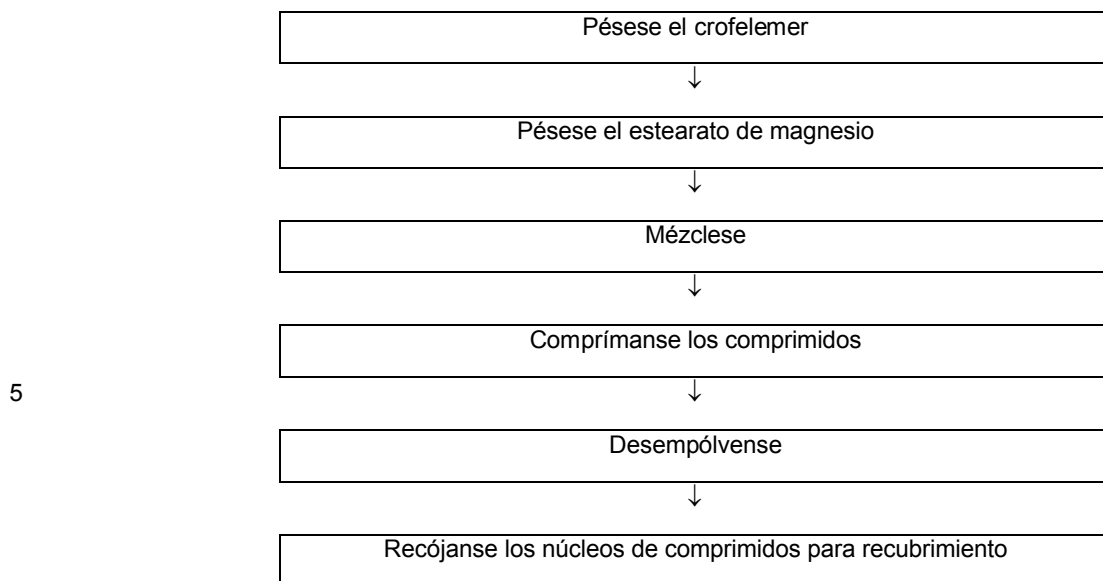 Pésese el crofelemer
↓
Pésese el estearato de magnesio
↓
Mézclese
↓
Comprímanse los comprimidos
5
↓
Desempólvense
↓
Recójanse los núcleos de comprimidos para recubrimiento